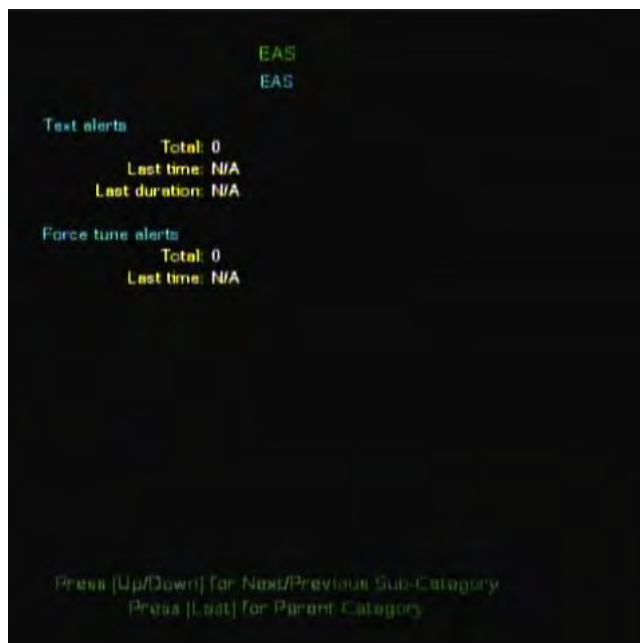 EAS
EAS
Text alerts
Total: 0
Last time: N/A
Last duration: N/A
Force tune alerts
Total: 0
Last time: N/A
Press [Up/Down] for Next/Previous Sub-Category
Press [Last] for Parent Category